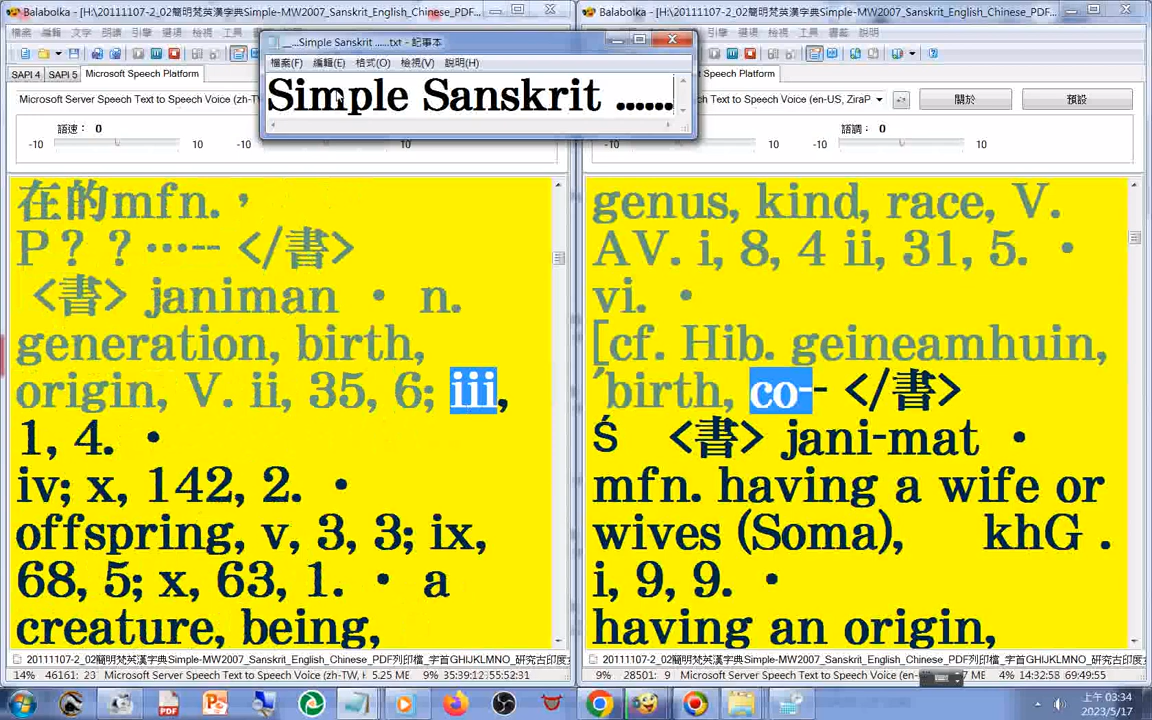 Balabolka - [H:\20111107-2_02簡明梵英漢字典Simple-MW2007_Sanskrit_English_Chinese_PDF...
Balabolka - [H:\20111107-2_02簡明梵英漢字典Simple-MW2007_Sanskrit_English_Chinese_PDF...
__...Simple Sanskrit ......txt - 記事本
檔案(F) 編輯(E) 格式(O) 檢視(V) 說明(H)
Simple Sanskrit ......
SAPI 4 SAPI 5 Microsoft Speech Platform
Microsoft Server Speech Text to Speech Voice (zh-TW
Microsoft Server Speech Text to Speech Voice (en-US, ZiraP
關於
預設
語速： 0
-10 10 10
語調： 0
-10 10 -10 10
在的mfn.，
P？？…-- </書>
<書> janiman • n.
generation, birth,
origin, V. ii, 35, 6; iii,
1, 4. •
iv; x, 142, 2. •
offspring, v, 3, 3; ix,
68, 5; x, 63, 1. • a
creature, being,
genus, kind, race, V.
AV. i, 8, 4 ii, 31, 5. •
vi. •
[cf. Hib. geineamhuin,
´birth, co-- </書>
Ś <書> jani-mat •
mfn. having a wife or
wives (Soma), khG .
i, 9, 9. •
having an origin,
20111107-2_02簡明梵英漢字典Simple-MW2007_Sanskrit_English_Chinese_PDF列印檔_字首GHIJKLMNO_研究古印度
20111107-2_02簡明梵英漢字典Simple-MW2007_Sanskrit_English_Chinese_PDF列印檔_字首GHIJKLMNO_研究古印度
14% 46161: 23 Microsoft Server Speech Text to Speech Voice (zh-TW, 5.25 ME 9% 35:39:12
9% 28501: 9 Microsoft Server Speech Text to Speech 4% 14:32:58 69:49:55
上午 03:34
2023/5/17